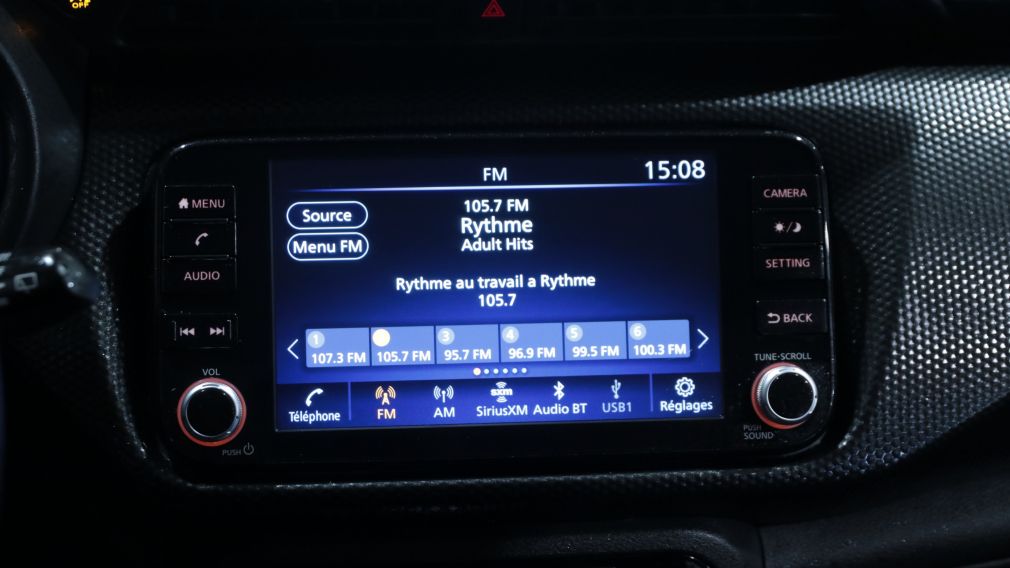 OFF
FM
15:08
Source
Menu FM
105.7 FM
Rythme
Adult Hits
Rythme au travail a Rythme
105.7
1
107.3 FM
105.7 FM
3
95.7 FM
4
96.9 FM
5
99.5 FM
6
100.3 FM
Téléphone
FM
AM
sxm
SiriusXM
Audio BT
USB1
Réglages
MENU
AUDIO
VOL
PUSH
CAMERA
SETTING
BACK
TUNE•SCROLL
PUSH
SOUND